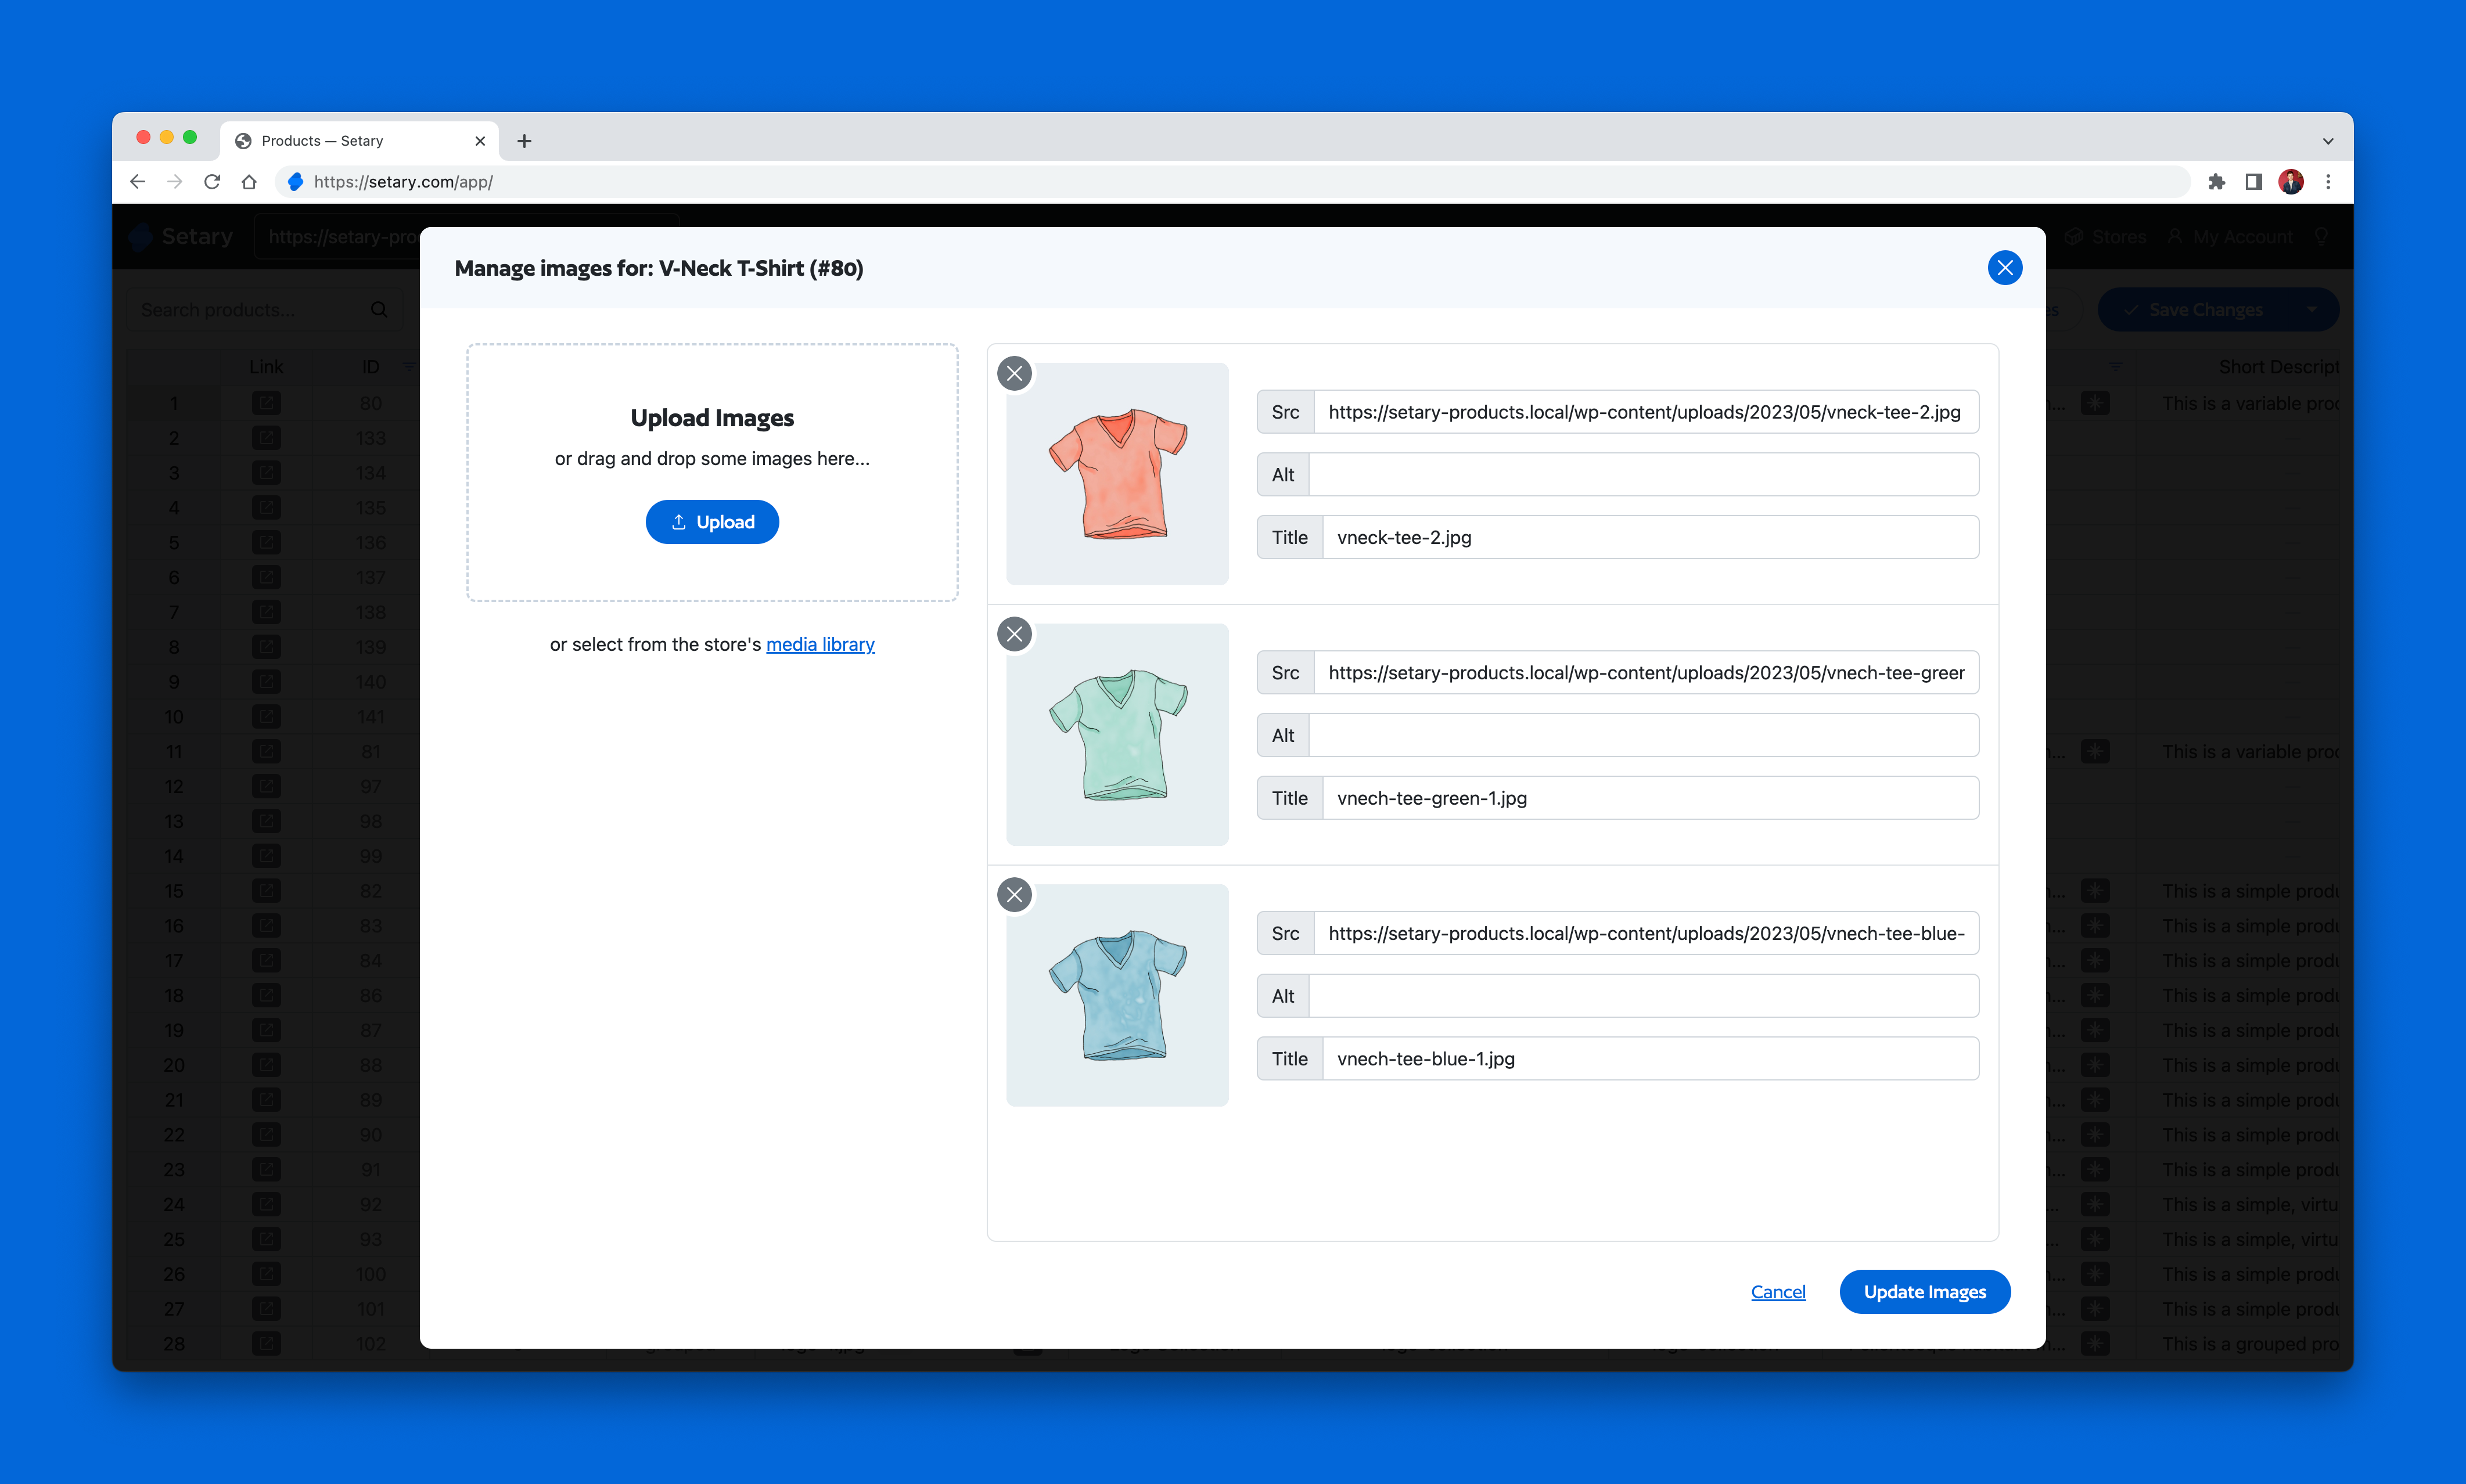 Products — Setary
https://setary.com/app/
Setary
https://setary-pro
Stores
My Account
Manage images for: V-Neck T-Shirt (#80)
Search products...
Save Changes
Link
ID
Short Descript
1
80
This is a variable prod
2
133
3
134
4
135
5
136
6
137
7
138
8
139
9
140
10
141
11
81
This is a variable prod
12
97
13
98
14
99
15
82
This is a simple produ
16
83
This is a simple produ
17
84
This is a simple produ
18
86
This is a simple produ
19
87
This is a simple produ
20
88
This is a simple produ
21
89
This is a simple produ
22
90
This is a simple produ
23
91
This is a simple produ
24
92
This is a simple, virtu
25
93
This is a simple, virtu
26
100
This is a simple produ
27
101
This is a simple produ
28
102
This is a grouped pro
Upload Images
or drag and drop some images here...
Upload
or select from the store's media library
Src
https://setary-products.local/wp-content/uploads/2023/05/vneck-tee-2.jpg
Alt
Title
vneck-tee-2.jpg
Src
https://setary-products.local/wp-content/uploads/2023/05/vnech-tee-greer
Alt
Title
vnech-tee-green-1.jpg
Src
https://setary-products.local/wp-content/uploads/2023/05/vnech-tee-blue-
Alt
Title
vnech-tee-blue-1.jpg
Cancel
Update Images